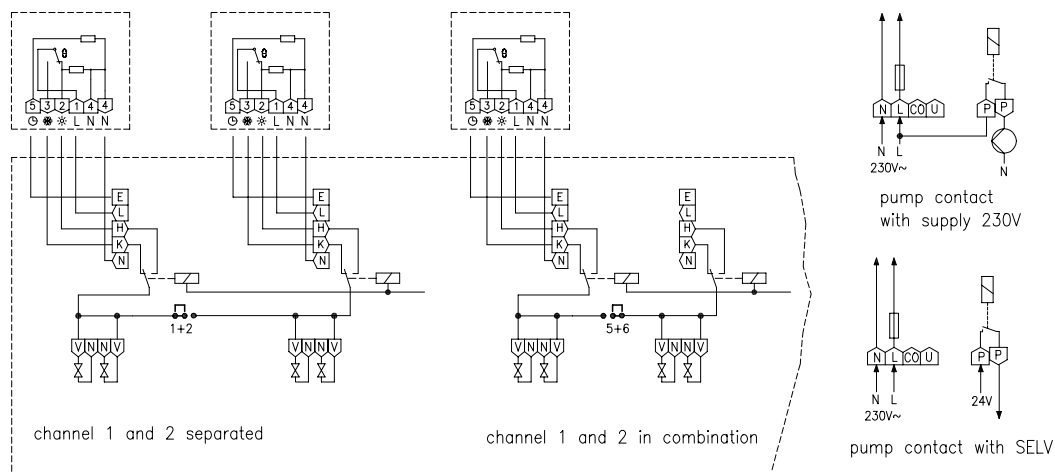 5 3 2 1 4 4
L N N
5 3 2 1 4 4
L N N
5 3 2 1 4 4
L N N
E
L
H
K
N
E
L
H
K
N
E
L
H
K
N
E
L
H
K
N
1+2
5+6
V N N V
V N N V
V N N V
V N N V
channel 1 and 2 separated
channel 1 and 2 in combination
N L CO U
P P
N L
230V~
N
pump contact
with supply 230V
N L CO U
P P
N L
230V~
24V
pump contact with SELV